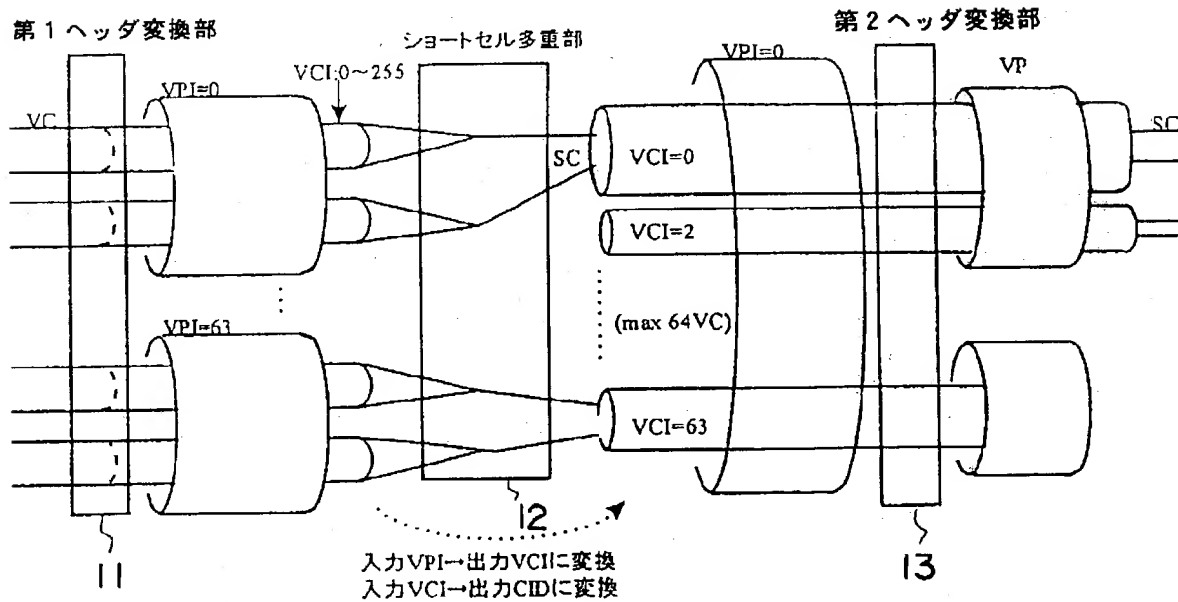 第1ヘッダ変換部
ショートセル多重部
第2ヘッダ変換部
VCI:0~255
VPI=0
VPI=0
VP
VC
SC
SC
VCI=0
VCI=2
(max 64VC)
VPI=63
VCI=63
11
12
13
入力VPI→出力VCIに変換
入力VCI→出力CIDに変換